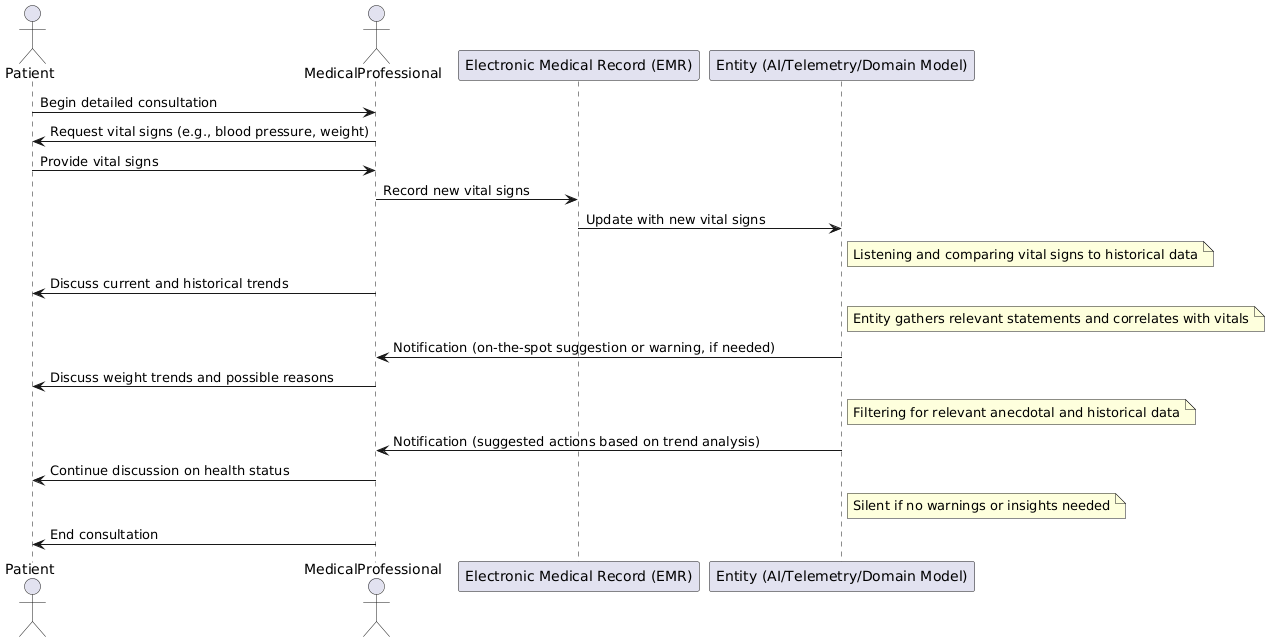 Patient
MedicalProfessional
Electronic Medical Record (EMR)
Entity (AI/Telemetry/Domain Model)
Begin detailed consultation
Request vital signs (e.g., blood pressure, weight)
Provide vital signs
Record new vital signs
Update with new vital signs
Listening and comparing vital signs to historical data
Discuss current and historical trends
Entity gathers relevant statements and correlates with vitals
Notification (on-the-spot suggestion or warning, if needed)
Discuss weight trends and possible reasons
Filtering for relevant anecdotal and historical data
Notification (suggested actions based on trend analysis)
Continue discussion on health status
Silent if no warnings or insights needed
End consultation
Patient
MedicalProfessional
Electronic Medical Record (EMR)
Entity (AI/Telemetry/Domain Model)